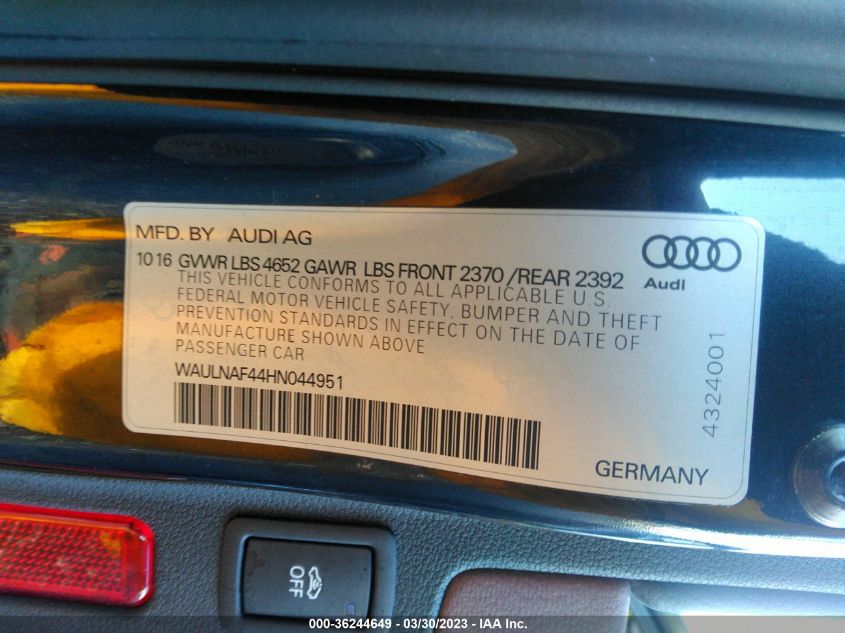 MFD. BY AUDI AG
10 16 GVWR LBS 4652 GAWR LBS FRONT 2370 /REAR 2392
THIS VEHICLE CONFORMS TO ALL APPLICABLE U.S.
FEDERAL MOTOR VEHICLE SAFETY, BUMPER AND THEFT
PREVENTION STANDARDS IN EFFECT ON THE DATE OF
MANUFACTURE SHOWN ABOVE
PASSENGER CAR
WAULNAF44HN044951
Audi
4324001
GERMANY
OFF
000-36244649 - 03/30/2023 - IAA Inc.